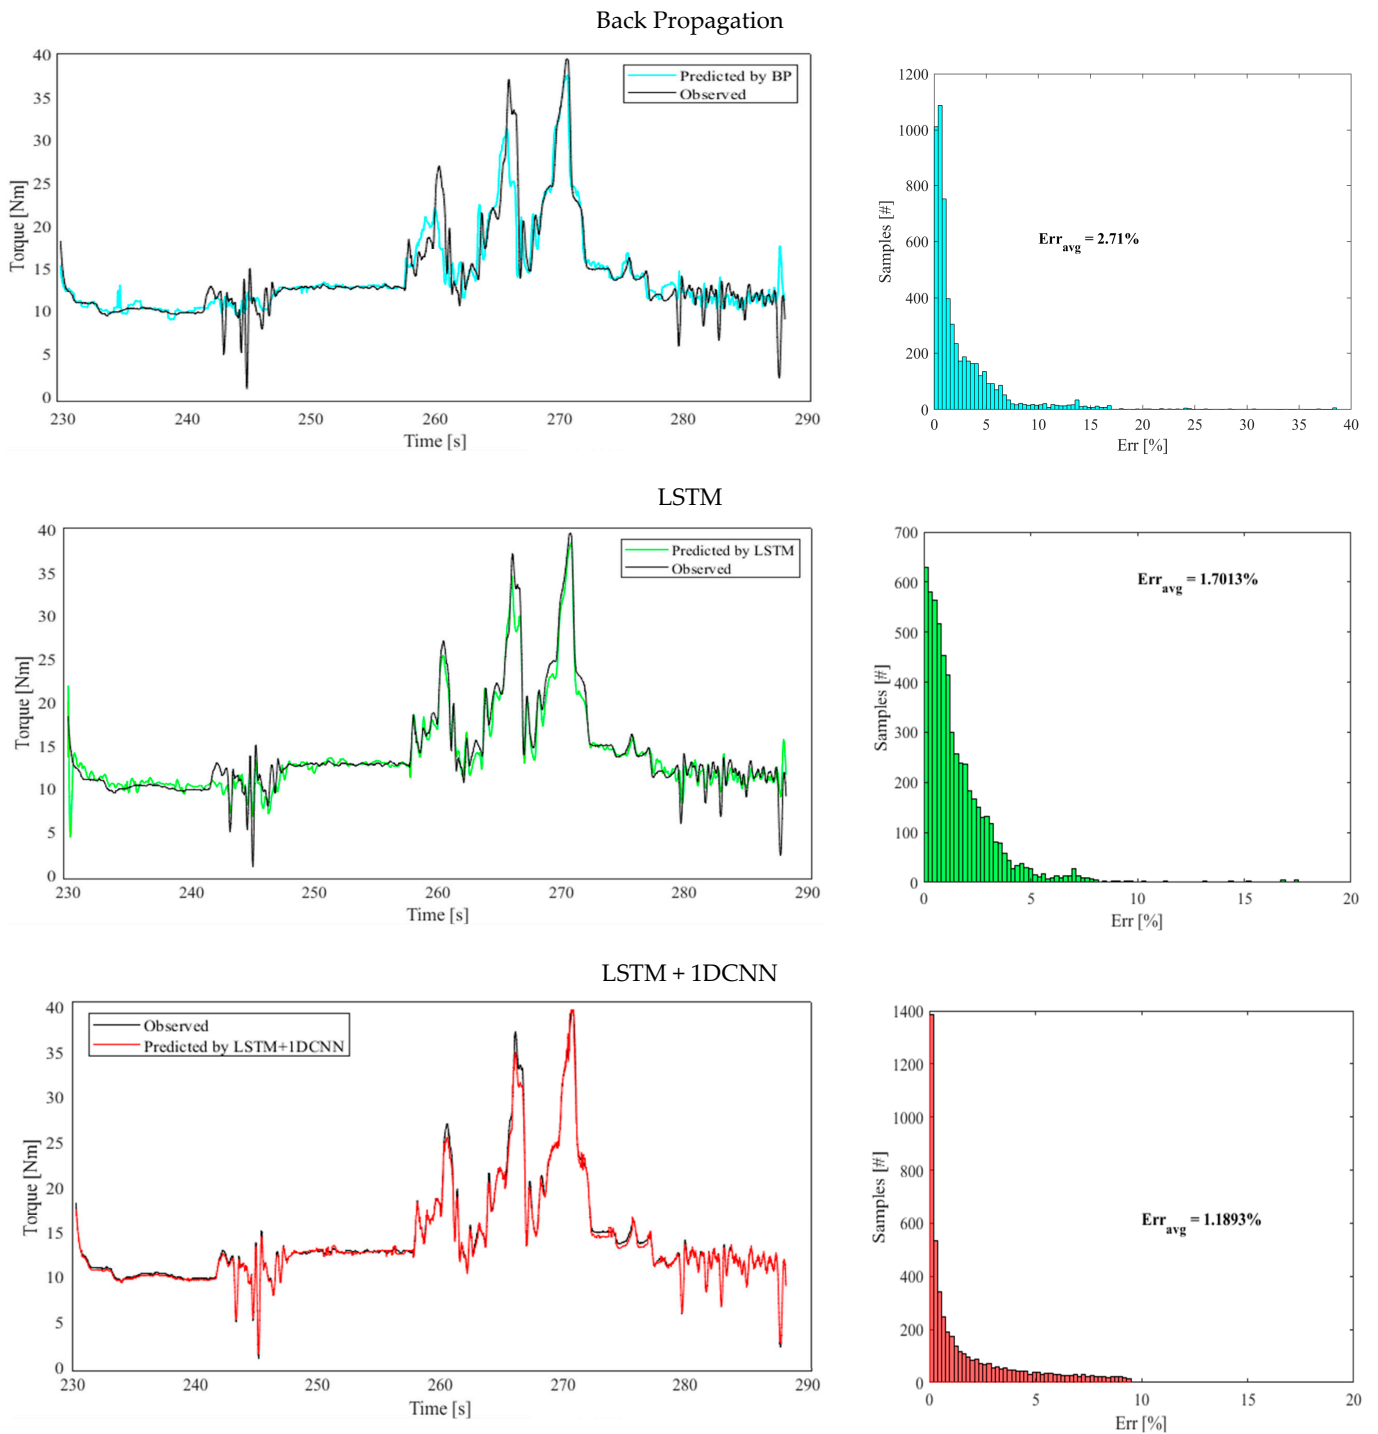 Back Propagation
40
35
30
25
20
15
10
5
0
Torque [Nm]
Predicted by BP
Observed
230 240 250 260 270 280 290
Time [s]
1200
1000
800
600
400
200
0
Samples [#]
Err avg = 2.71%
0 5 10 15 20 25 30 35 40
Err [%]
LSTM
40
35
30
25
20
15
10
5
0
Torque [Nm]
Predicted by LSTM
Observed
230 240 250 260 270 280 290
Time [s]
700
600
500
400
300
200
100
0
Samples [#]
Err avg = 1.7013%
0 5 10 15 20
Err [%]
LSTM + 1DCNN
40
35
30
25
20
15
10
5
0
Torque [Nm]
Observed
Predicted by LSTM+1DCNN
230 240 250 260 270 280 290
Time [s]
1400
1200
1000
800
600
400
200
0
Samples [#]
Err avg = 1.1893%
0 5 10 15 20
Err [%]